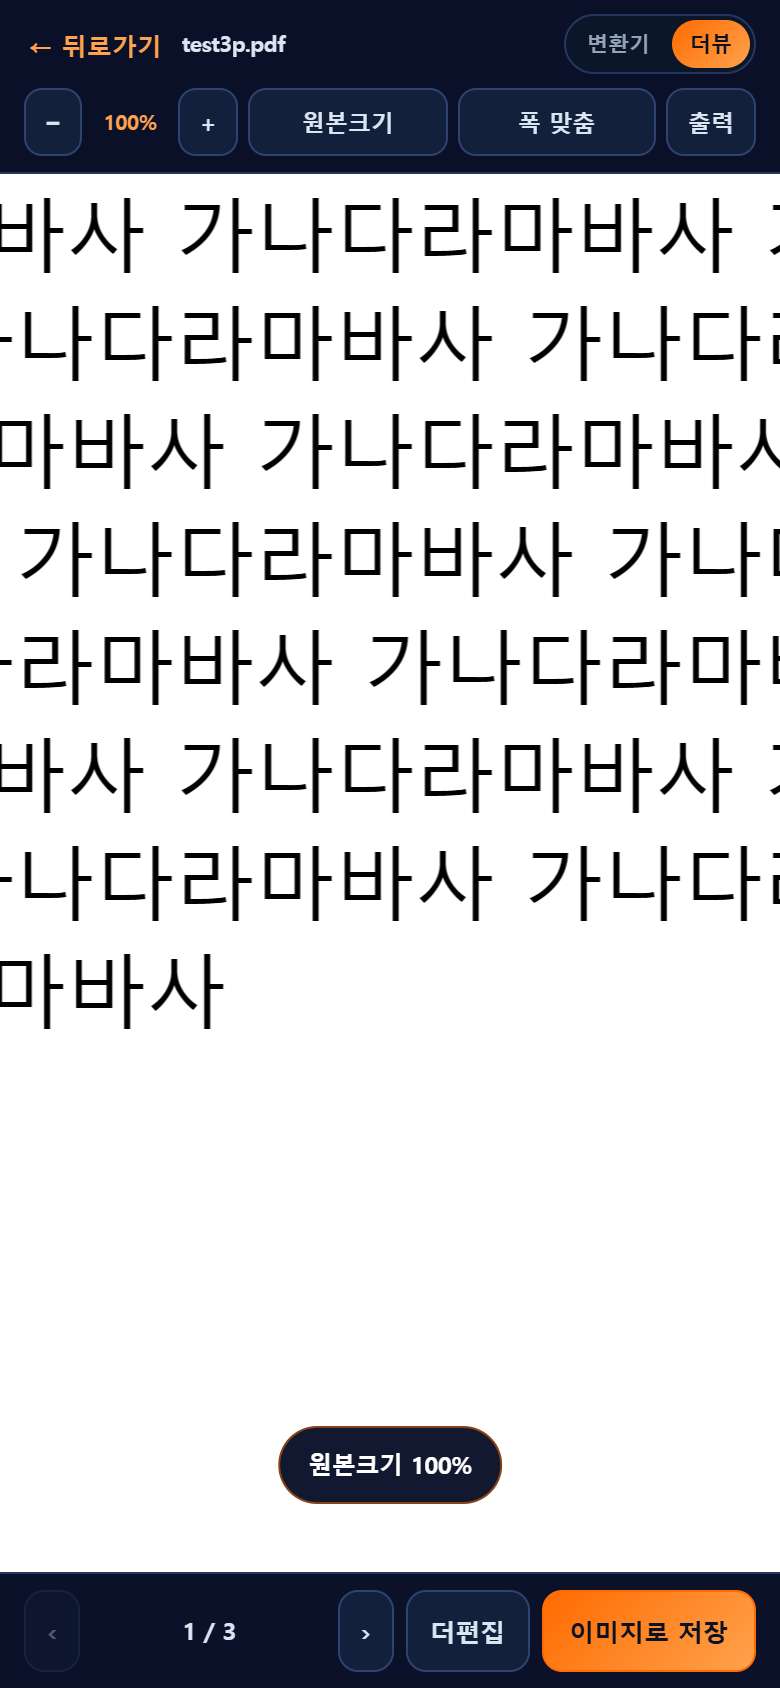 ← 뒤로가기 test3p.pdf 변환기 더뷰
− 100% + 원본크기 폭 맞춤 출력
바사 가나다라마바사
나다라마바사 가나다
마바사 가나다라마바
가나다라마바사 가나
라마바사 가나다라마
바사 가나다라마바사
나다라마바사 가나다
마바사
원본크기 100%
‹ 1 / 3 › 더편집 이미지로 저장